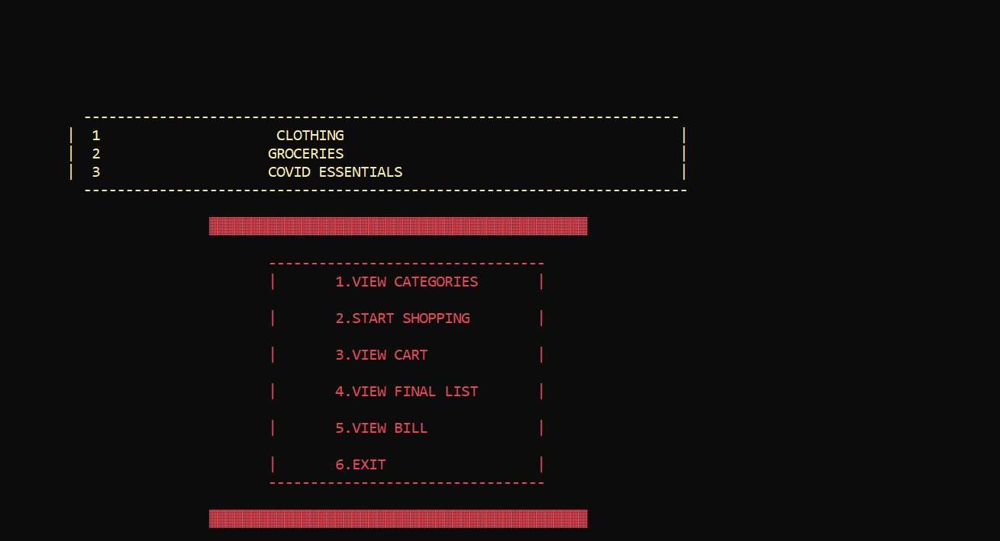 1 CLOTHING
2 GROCERIES
3 COVID ESSENTIALS
1.VIEW CATEGORIES
2.START SHOPPING
3.VIEW CART
4.VIEW FINAL LIST
5.VIEW BILL
6.EXIT